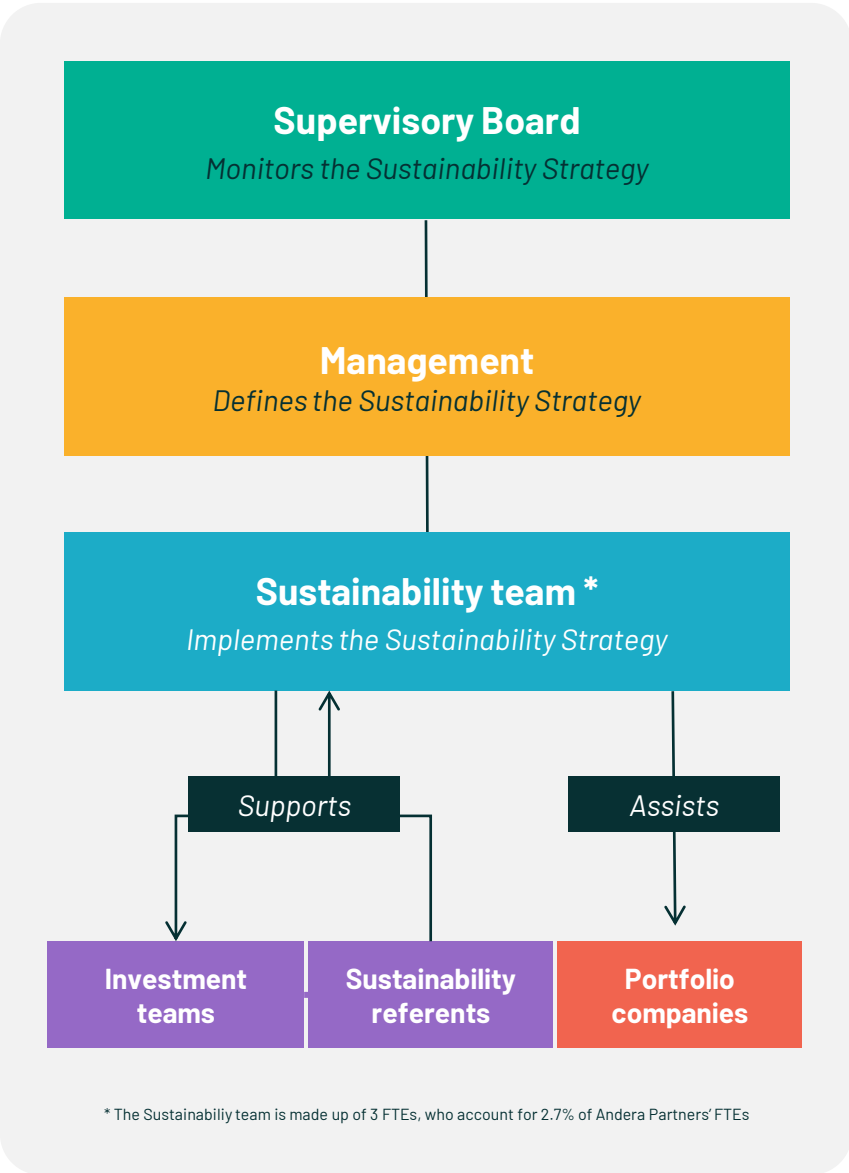 Supervisory Board
Monitors the Sustainability Strategy
Management
Defines the Sustainability Strategy
Sustainability team *
Implements the Sustainability Strategy
Supports
Assists
Investment
teams
Sustainability
referents
Portfolio
companies
* The Sustainabiliy team is made up of 3 FTEs, who account for 2.7% of Andera Partners’ FTEs